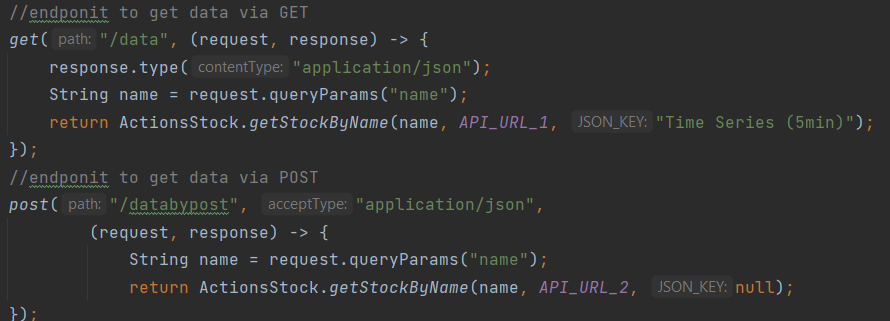 //endponit to get data via GET
get( path: "/data", (request, response) -> {
    response.type( contentType: "application/json");
    String name = request.queryParams("name");
    return ActionsStock.getStockByName(name, API_URL_1, JSON_KEY: "Time Series (5min)");
});
//endponit to get data via POST
post( path: "/databypost", acceptType: "application/json",
        (request, response) -> {
            String name = request.queryParams("name");
            return ActionsStock.getStockByName(name, API_URL_2, JSON_KEY: null);
});